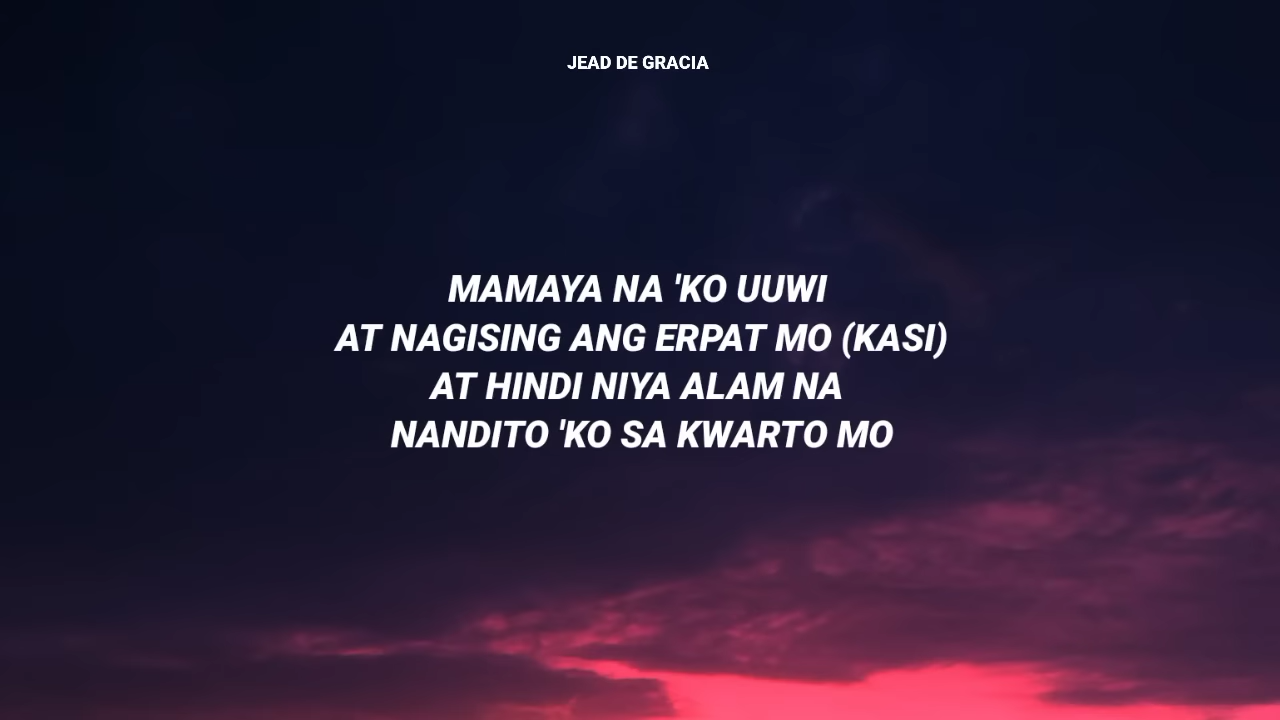 JEAD DE GRACIA
MAMAYA NA 'KO UUWI
AT NAGISING ANG ERPAT MO (KASI)
AT HINDI NIYA ALAM NA
NANDITO 'KO SA KWARTO MO